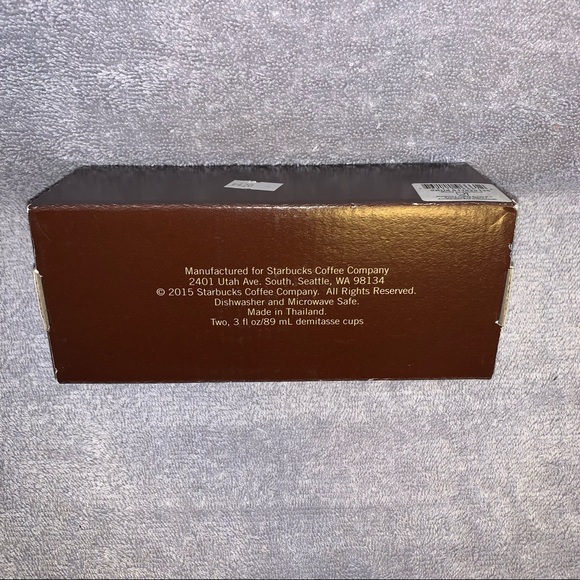 Manufactured for Starbucks Coffee Company
2401 Utah Ave. South, Seattle, WA 98134
© 2015 Starbucks Coffee Company. All Rights Reserved.
Dishwasher and Microwave Safe.
Made in Thailand.
Two, 3 fl oz/89 mL demitasse cups